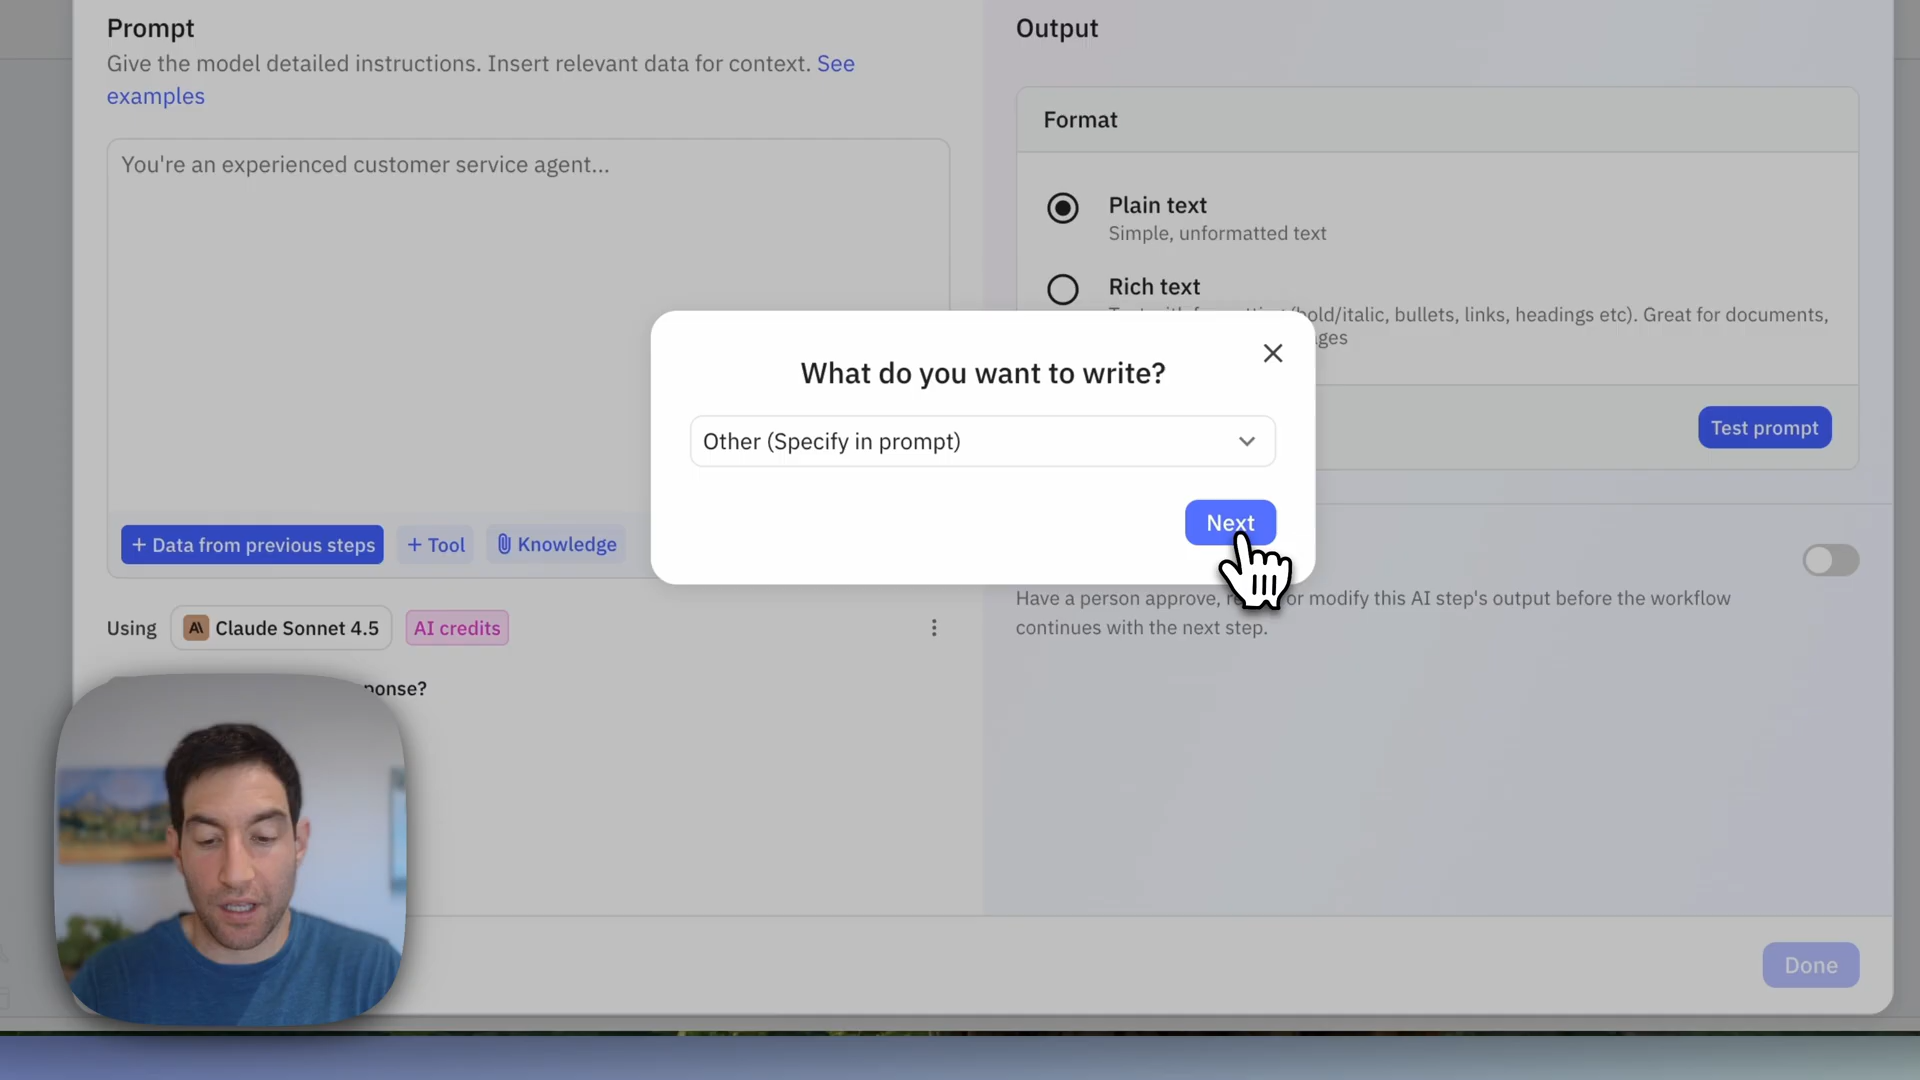 Prompt
Give the model detailed instructions. Insert relevant data for context. See
examples
You're an experienced customer service agent...
+ Data from previous steps
+ Tool
Knowledge
Using
Claude Sonnet 4.5
AI credits
ponse?
Output
Format
Plain text
Simple, unformatted text
Rich text
(bold/italic, bullets, links, headings etc). Great for documents,
Test prompt
What do you want to write?
Other (Specify in prompt)
Next
Have a person approve, or modify this AI step's output before the workflow
continues with the next step.
Done